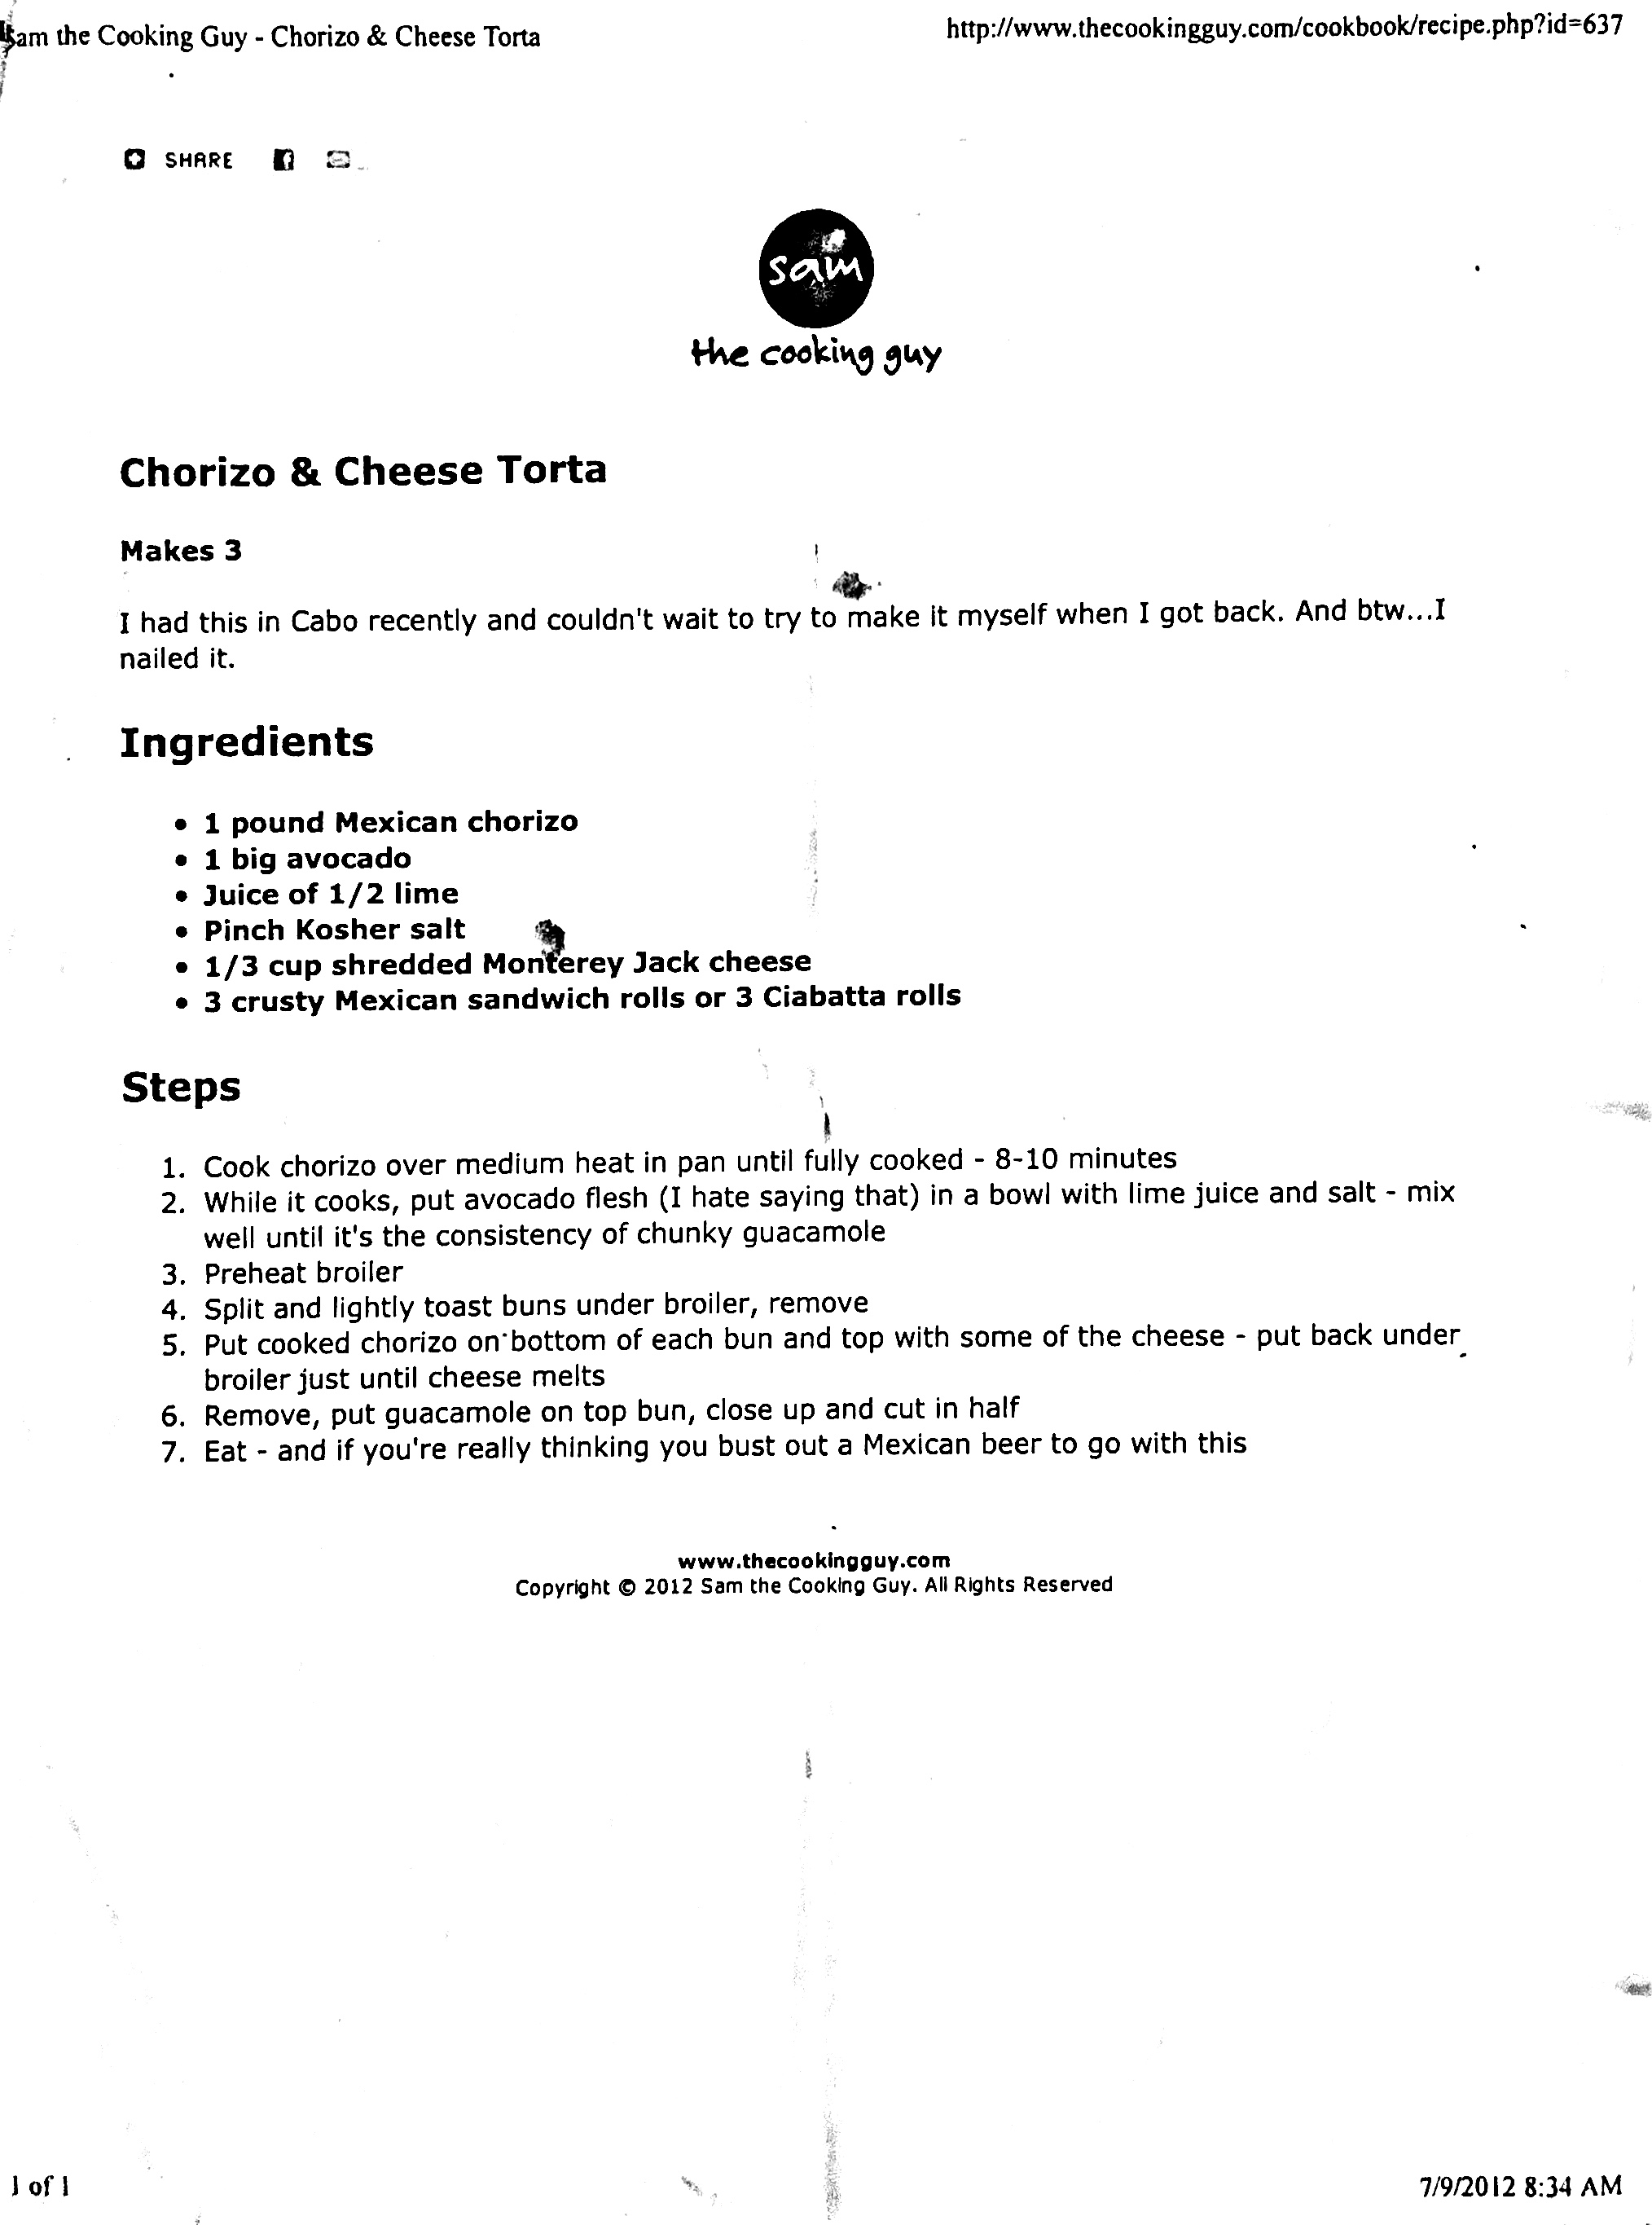 Sam the Cooking Guy - Chorizo & Cheese Torta
http://www.thecookingguy.com/cookbook/recipe.php?id=637
SHARE
sam
the cooking guy
Chorizo & Cheese Torta
Makes 3
I had this in Cabo recently and couldn't wait to try to make it myself when I got back. And btw...I
nailed it.
Ingredients
• 1 pound Mexican chorizo
• 1 big avocado
• Juice of 1/2 lime
• Pinch Kosher salt
• 1/3 cup shredded Monterey Jack cheese
• 3 crusty Mexican sandwich rolls or 3 Ciabatta rolls
Steps
1. Cook chorizo over medium heat in pan until fully cooked - 8-10 minutes
2. While it cooks, put avocado flesh (I hate saying that) in a bowl with lime juice and salt - mix
well until it's the consistency of chunky guacamole
3. Preheat broiler
4. Split and lightly toast buns under broiler, remove
5. Put cooked chorizo on bottom of each bun and top with some of the cheese - put back under
broiler just until cheese melts
6. Remove, put guacamole on top bun, close up and cut in half
7. Eat - and if you're really thinking you bust out a Mexican beer to go with this
www.thecookingguy.com
Copyright © 2012 Sam the Cooking Guy. All Rights Reserved
1 of 1
7/9/2012 8:34 AM